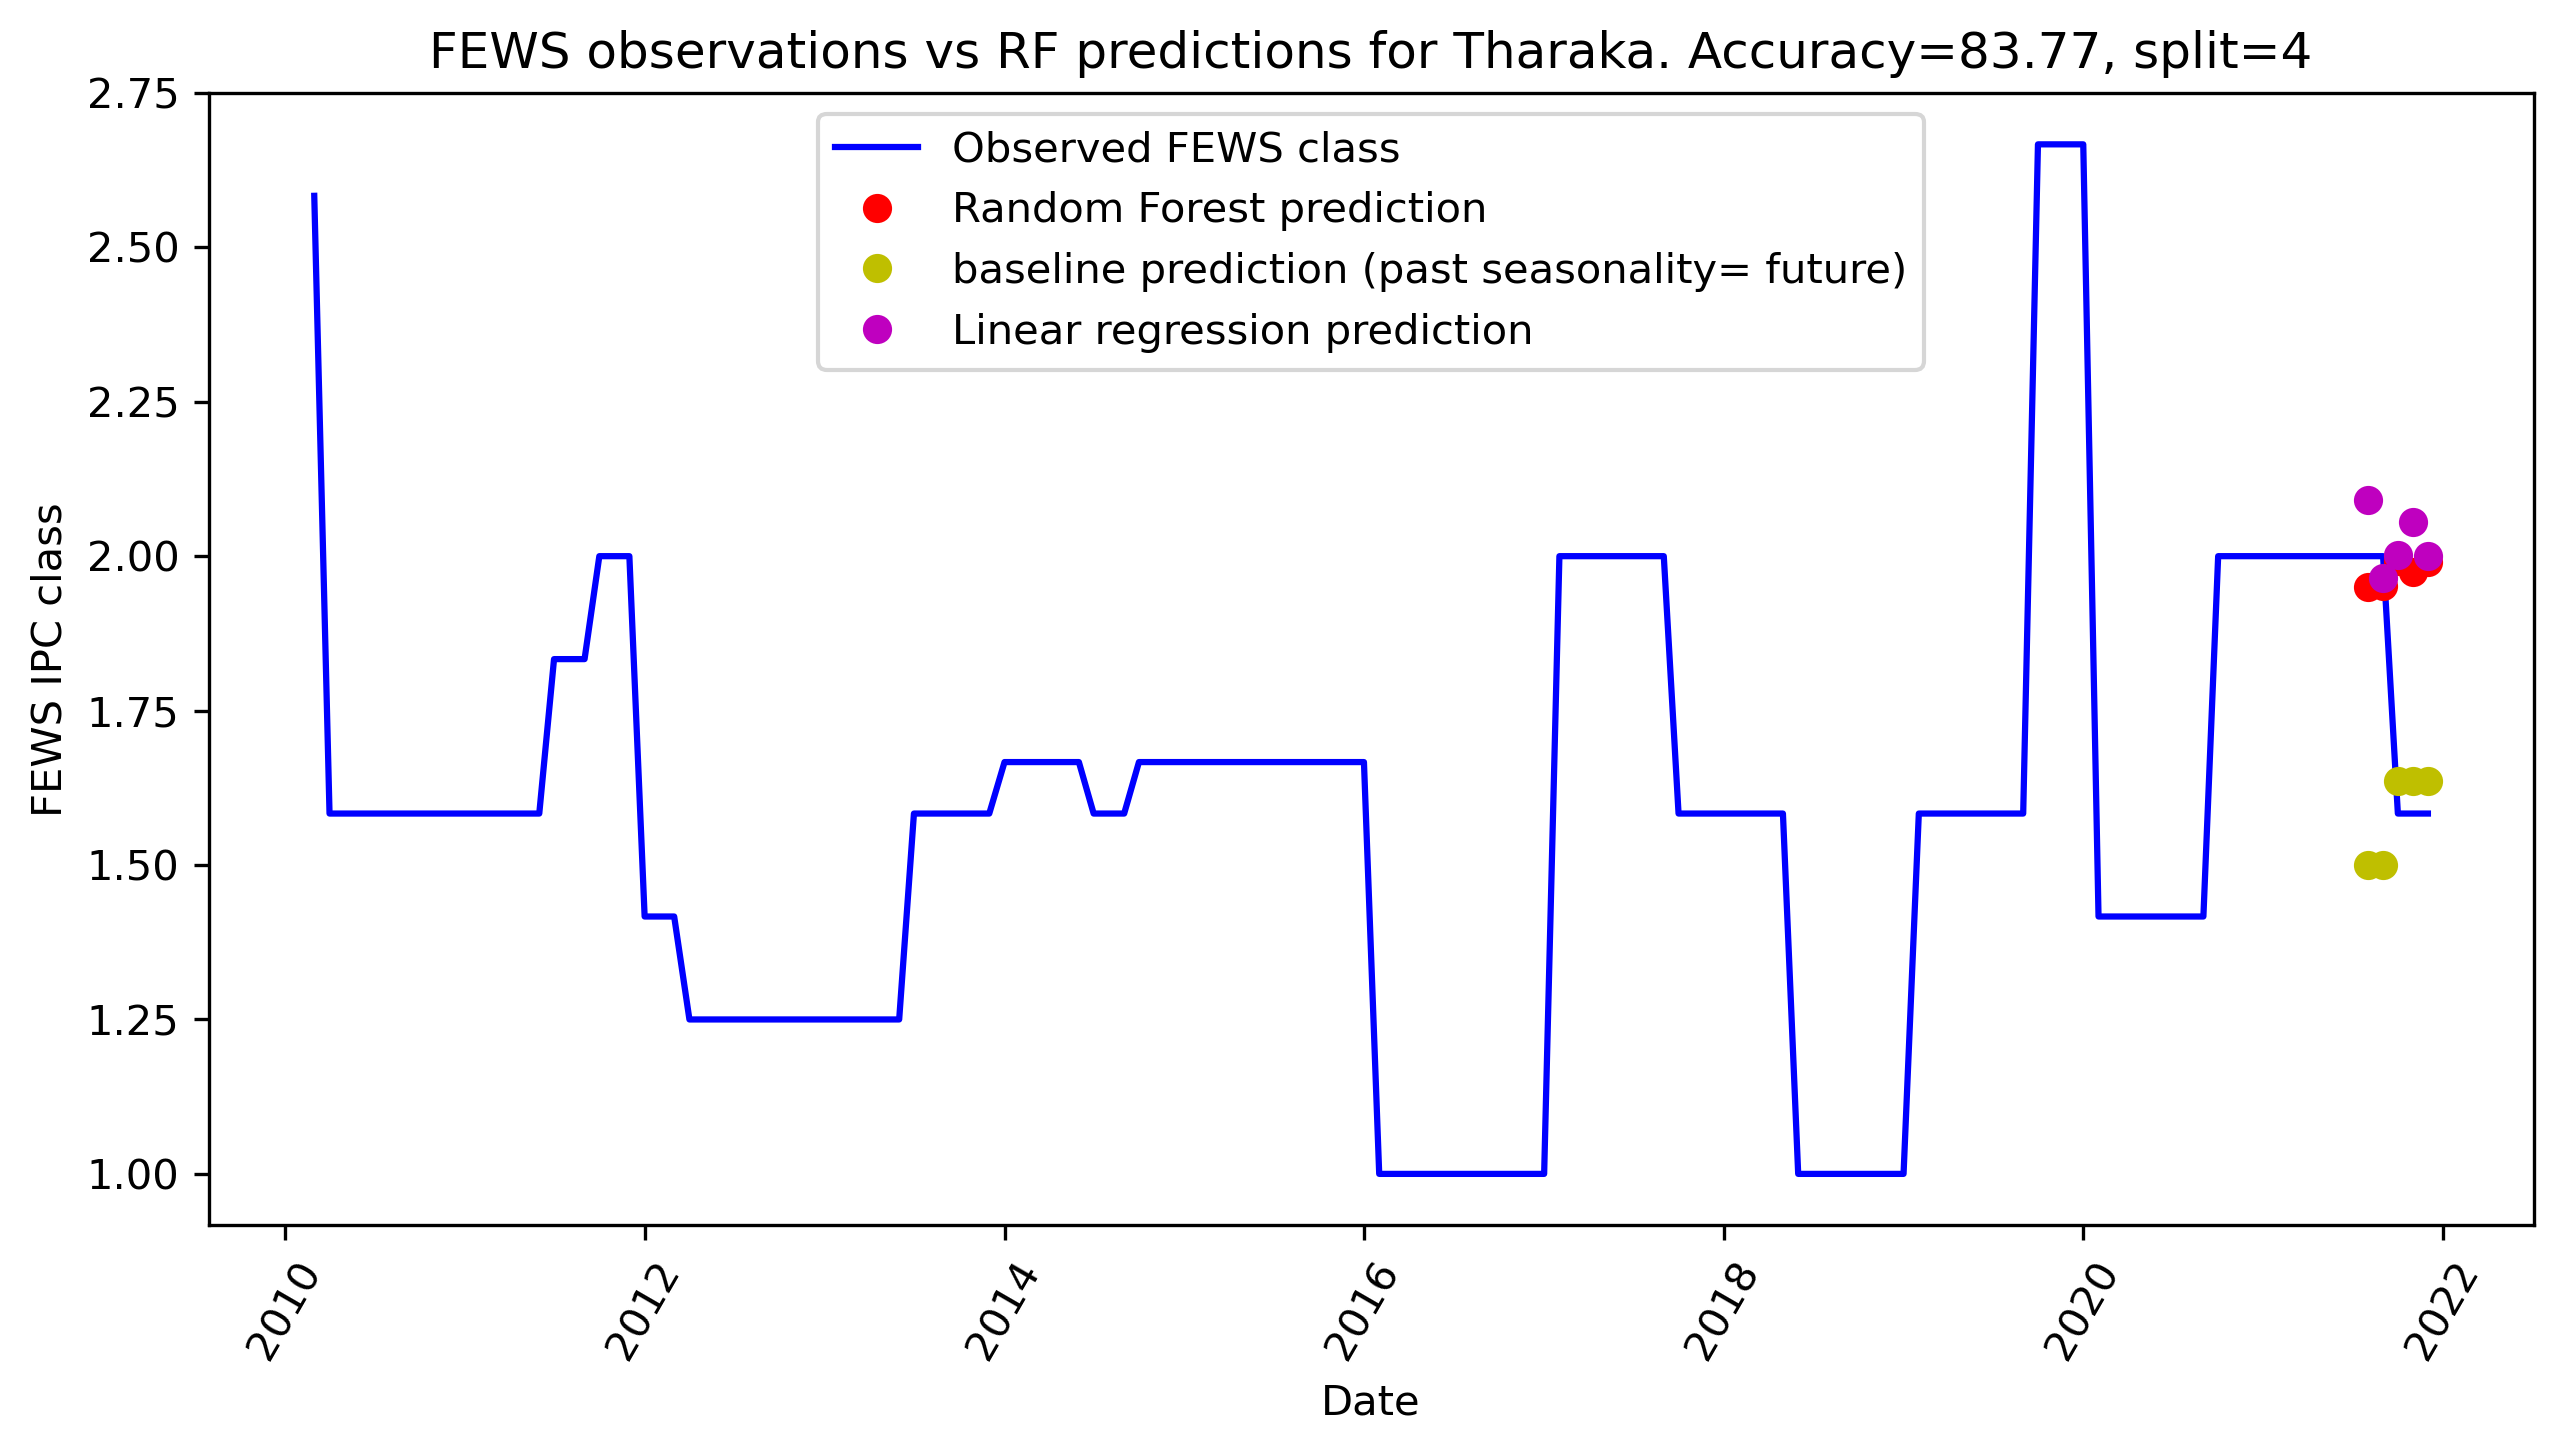 FEWS observations vs RF predictions for Tharaka. Accuracy=83.77, split=4
Observed FEWS class
Random Forest prediction
baseline prediction (past seasonality= future)
Linear regression prediction
FEWS IPC class
2.75
2.50
2.25
2.00
1.75
1.50
1.25
1.00
2010
2012
2014
2016
2018
2020
2022
Date